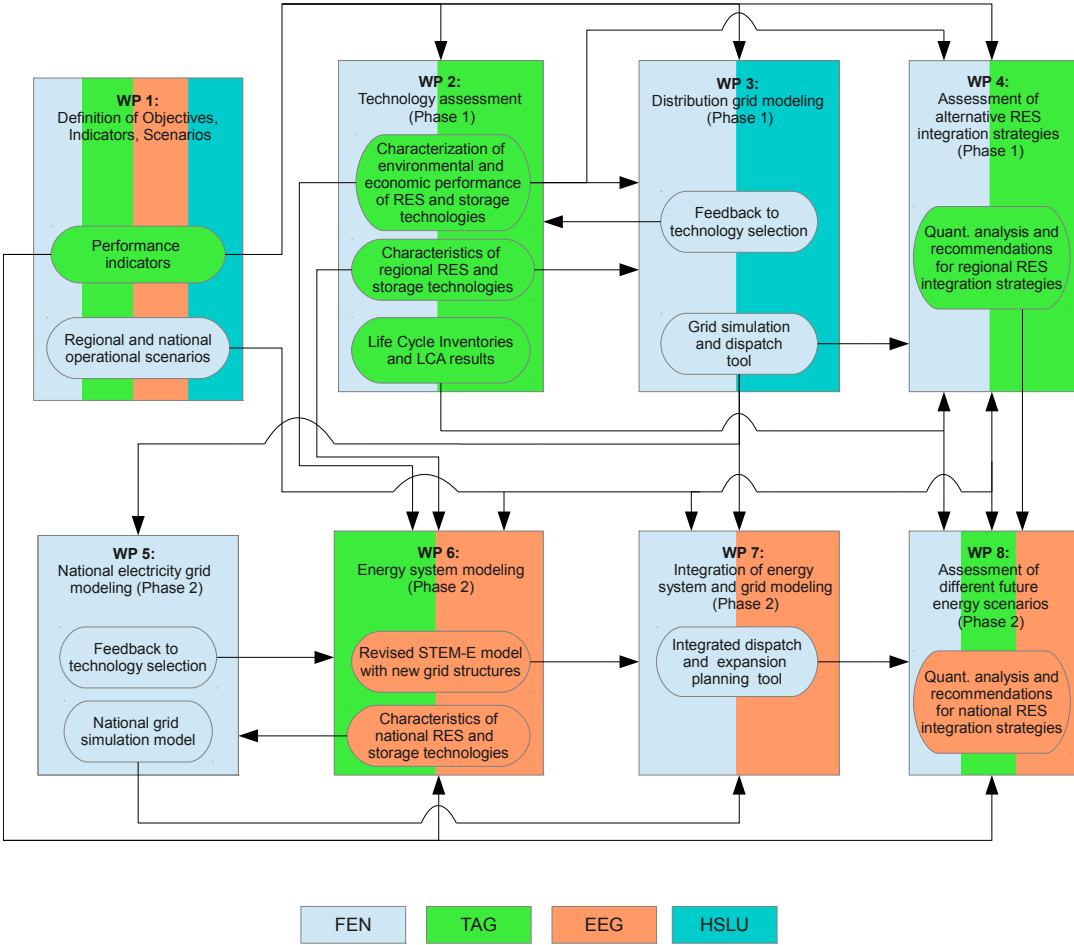 WP 1:
Definition of Objectives,
Indicators, Scenarios
Performance
indicators
Regional and national
operational scenarios
WP 2:
Technology assessment
(Phase 1)
Characterization of
environmental and
economic performance
of RES and storage
technologies
Characteristics of
regional RES and
storage technologies
Life Cycle Inventories
and LCA results
WP 3:
Distribution grid modeling
(Phase 1)
Feedback to
technology selection
Grid simulation
and dispatch
tool
WP 4:
Assessment of
alternative RES
integration strategies
(Phase 1)
Quant. analysis and
recommendations
for regional RES
integration strategies
WP 5:
National electricity grid
modeling (Phase 2)
Feedback to
technology selection
National grid
simulation model
WP 6:
Energy system modeling
(Phase 2)
Revised STEM-E model
with new grid structures
Characteristics of
national RES and
storage technologies
WP 7:
Integration of energy
system and grid modeling
(Phase 2)
Integrated dispatch
and expansion
planning tool
WP 8:
Assessment of
different future
energy scenarios
(Phase 2)
Quant. analysis and
recommendations
for national RES
integration strategies
FEN
TAG
EEG
HSLU